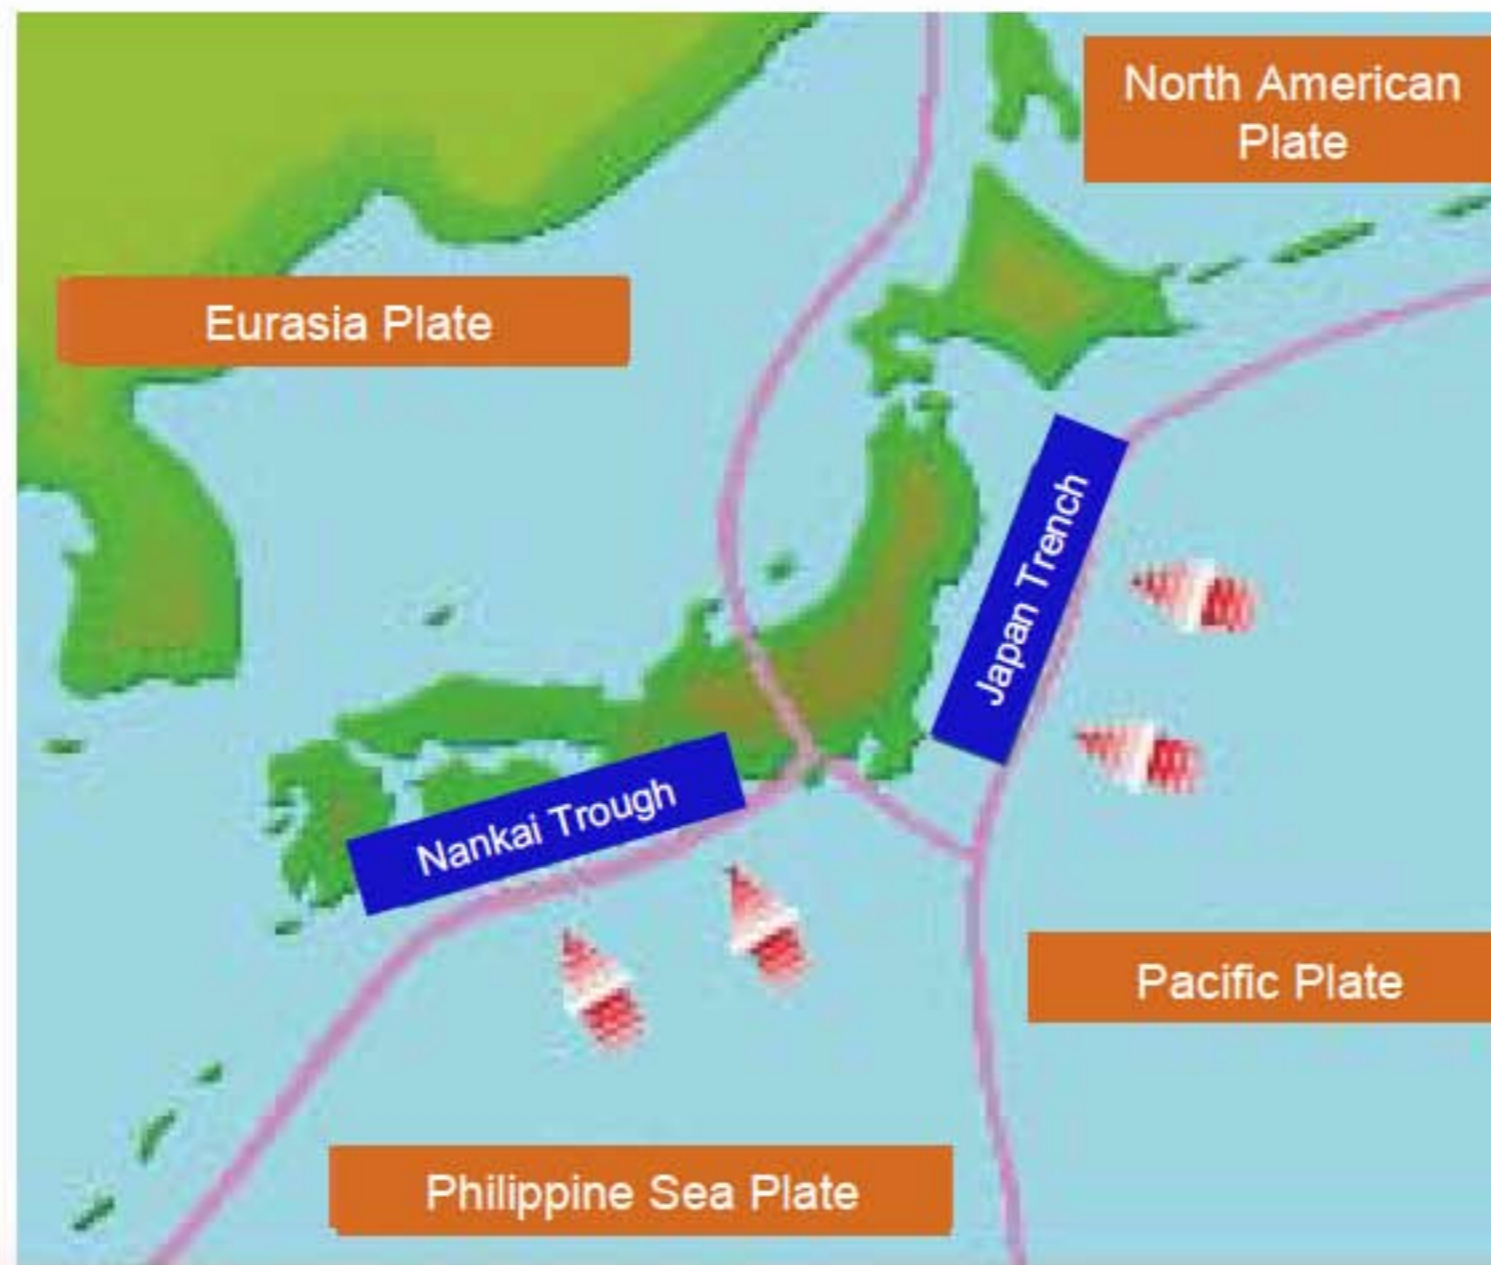 North American
Plate
Eurasia Plate
Japan Trench
Nankai Trough
Pacific Plate
Philippine Sea Plate